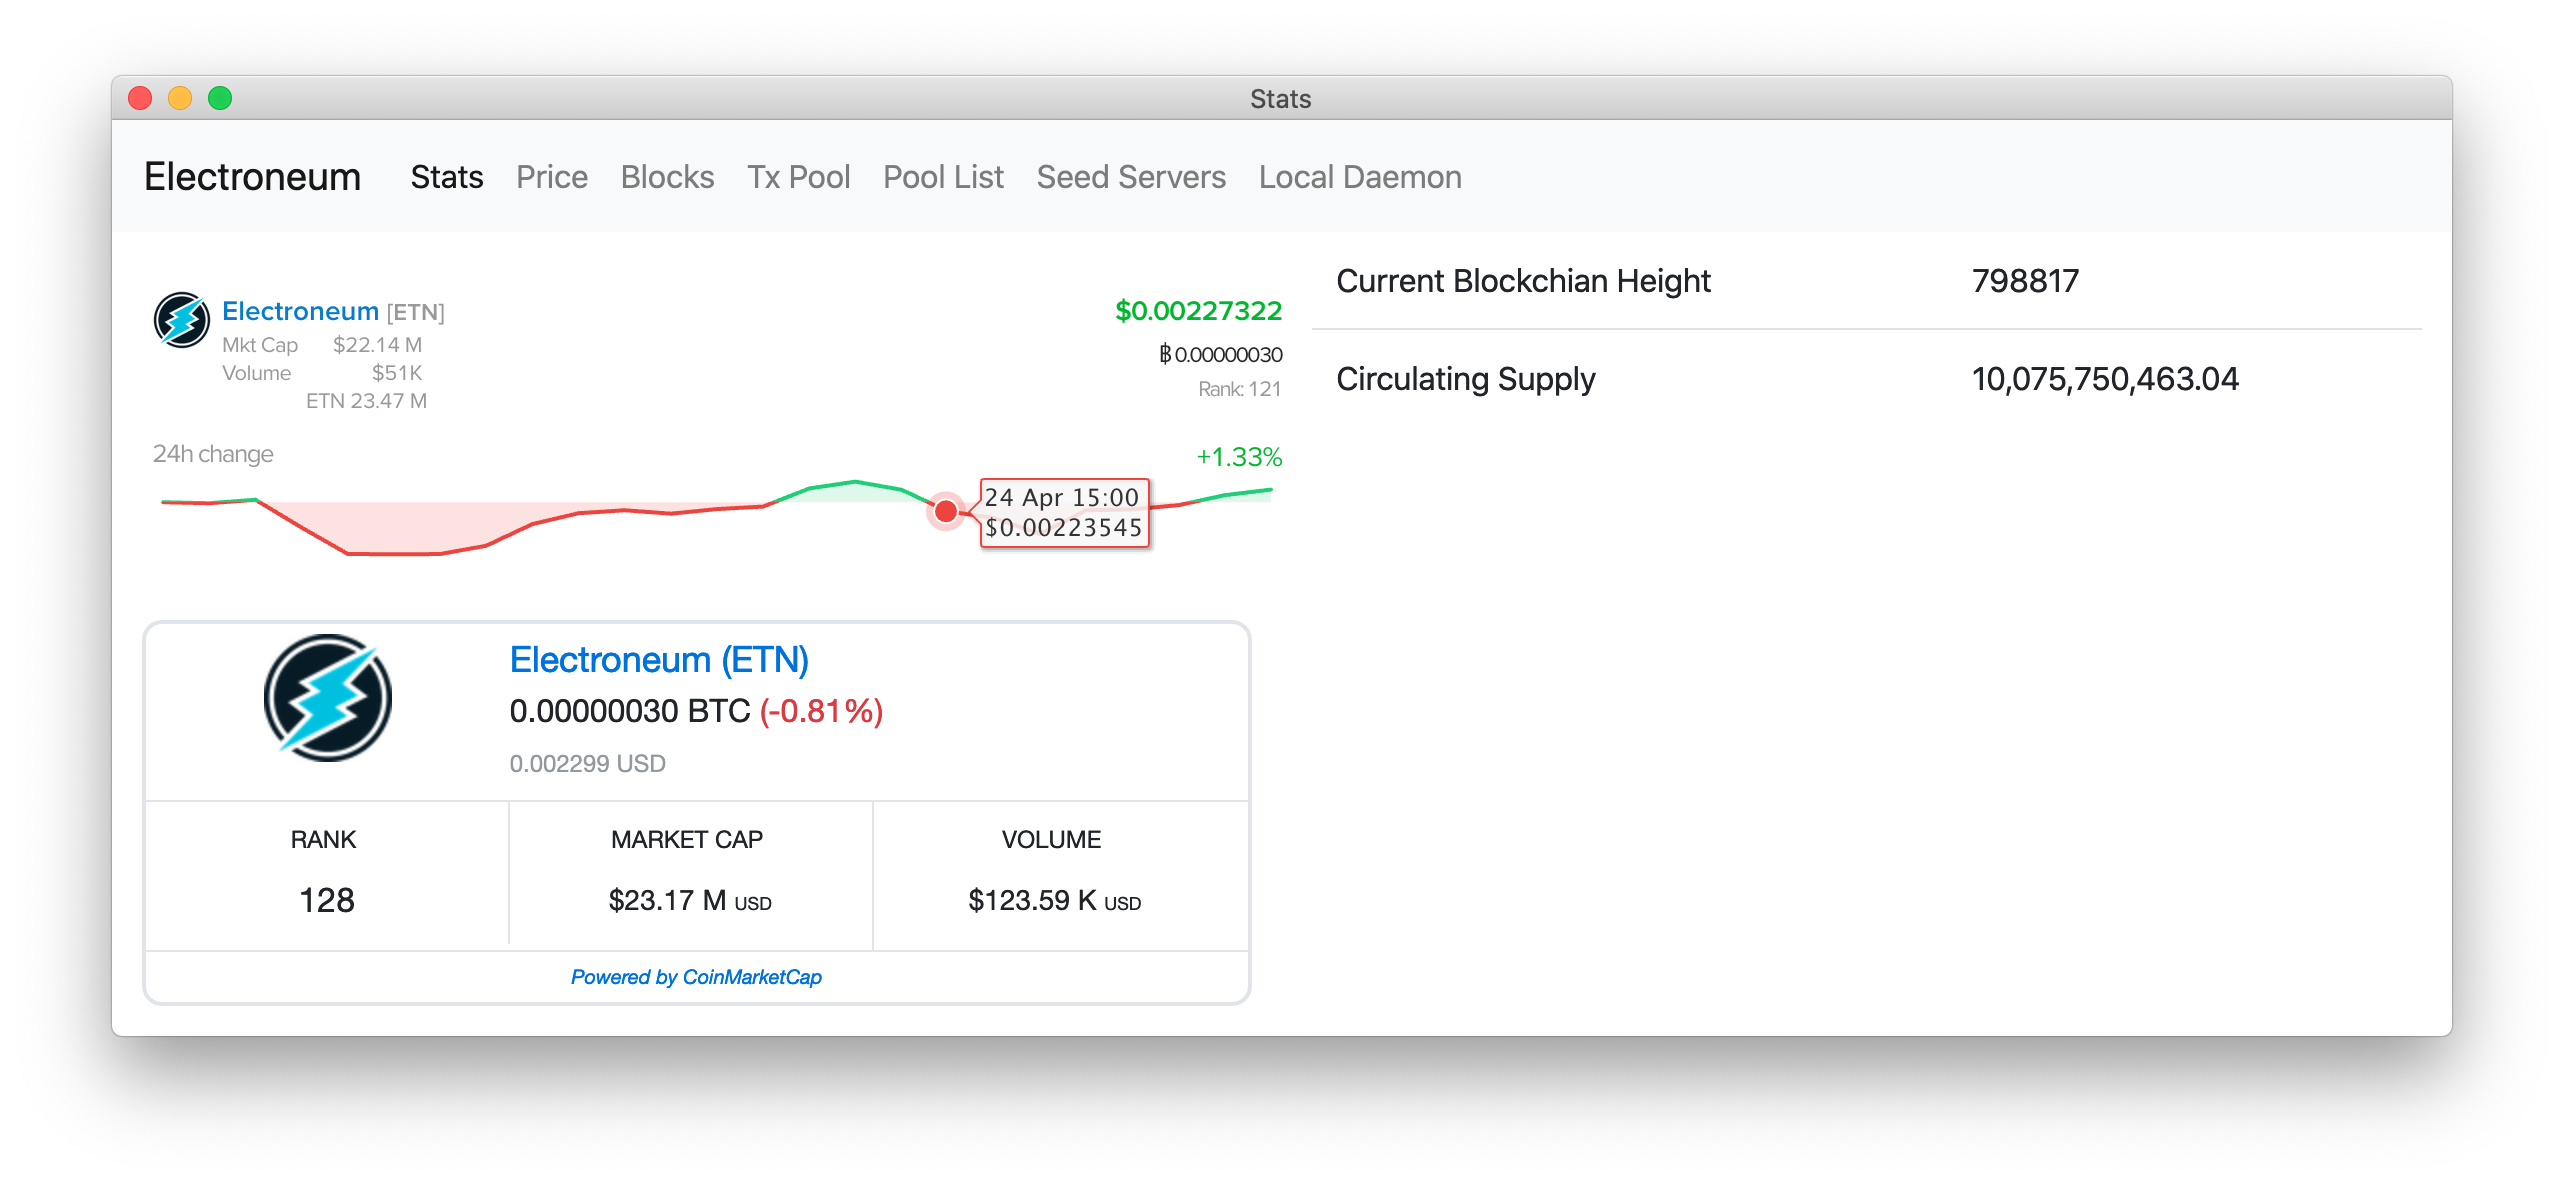 Stats
Electroneum Stats Price Blocks Tx Pool Pool List Seed Servers Local Daemon
Electroneum [ETN]
Mkt Cap $22.14 M
Volume $51K
ETN 23.47 M
$0.00227322
฿0.00000030
Rank: 121
24h change
+1.33%
24 Apr 15:00
$0.00223545
Electroneum (ETN)
0.00000030 BTC (-0.81%)
0.002299 USD
RANK
128
MARKET CAP
$23.17 M USD
VOLUME
$123.59 K USD
Powered by CoinMarketCap
Current Blockchian Height 798817
Circulating Supply 10,075,750,463.04